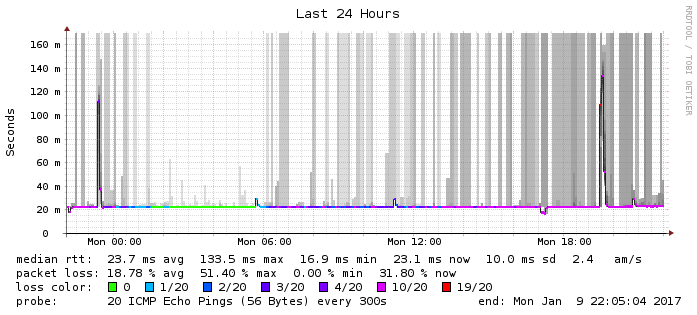 Last 24 Hours
RRDTOOL / TOBI OETIKER
Seconds
160 m
140 m
120 m
100 m
80 m
60 m
40 m
20 m
0
Mon 00:00 Mon 06:00 Mon 12:00 Mon 18:00
median rtt: 23.7 ms avg 133.5 ms max 16.9 ms min 23.1 ms now 10.0 ms sd 2.4 am/s
packet loss: 18.78 % avg 51.40 % max 0.00 % min 31.80 % now
loss color: 0 1/20 2/20 3/20 4/20 10/20 19/20
probe: 20 ICMP Echo Pings (56 Bytes) every 300s end: Mon Jan 9 22:05:04 2017